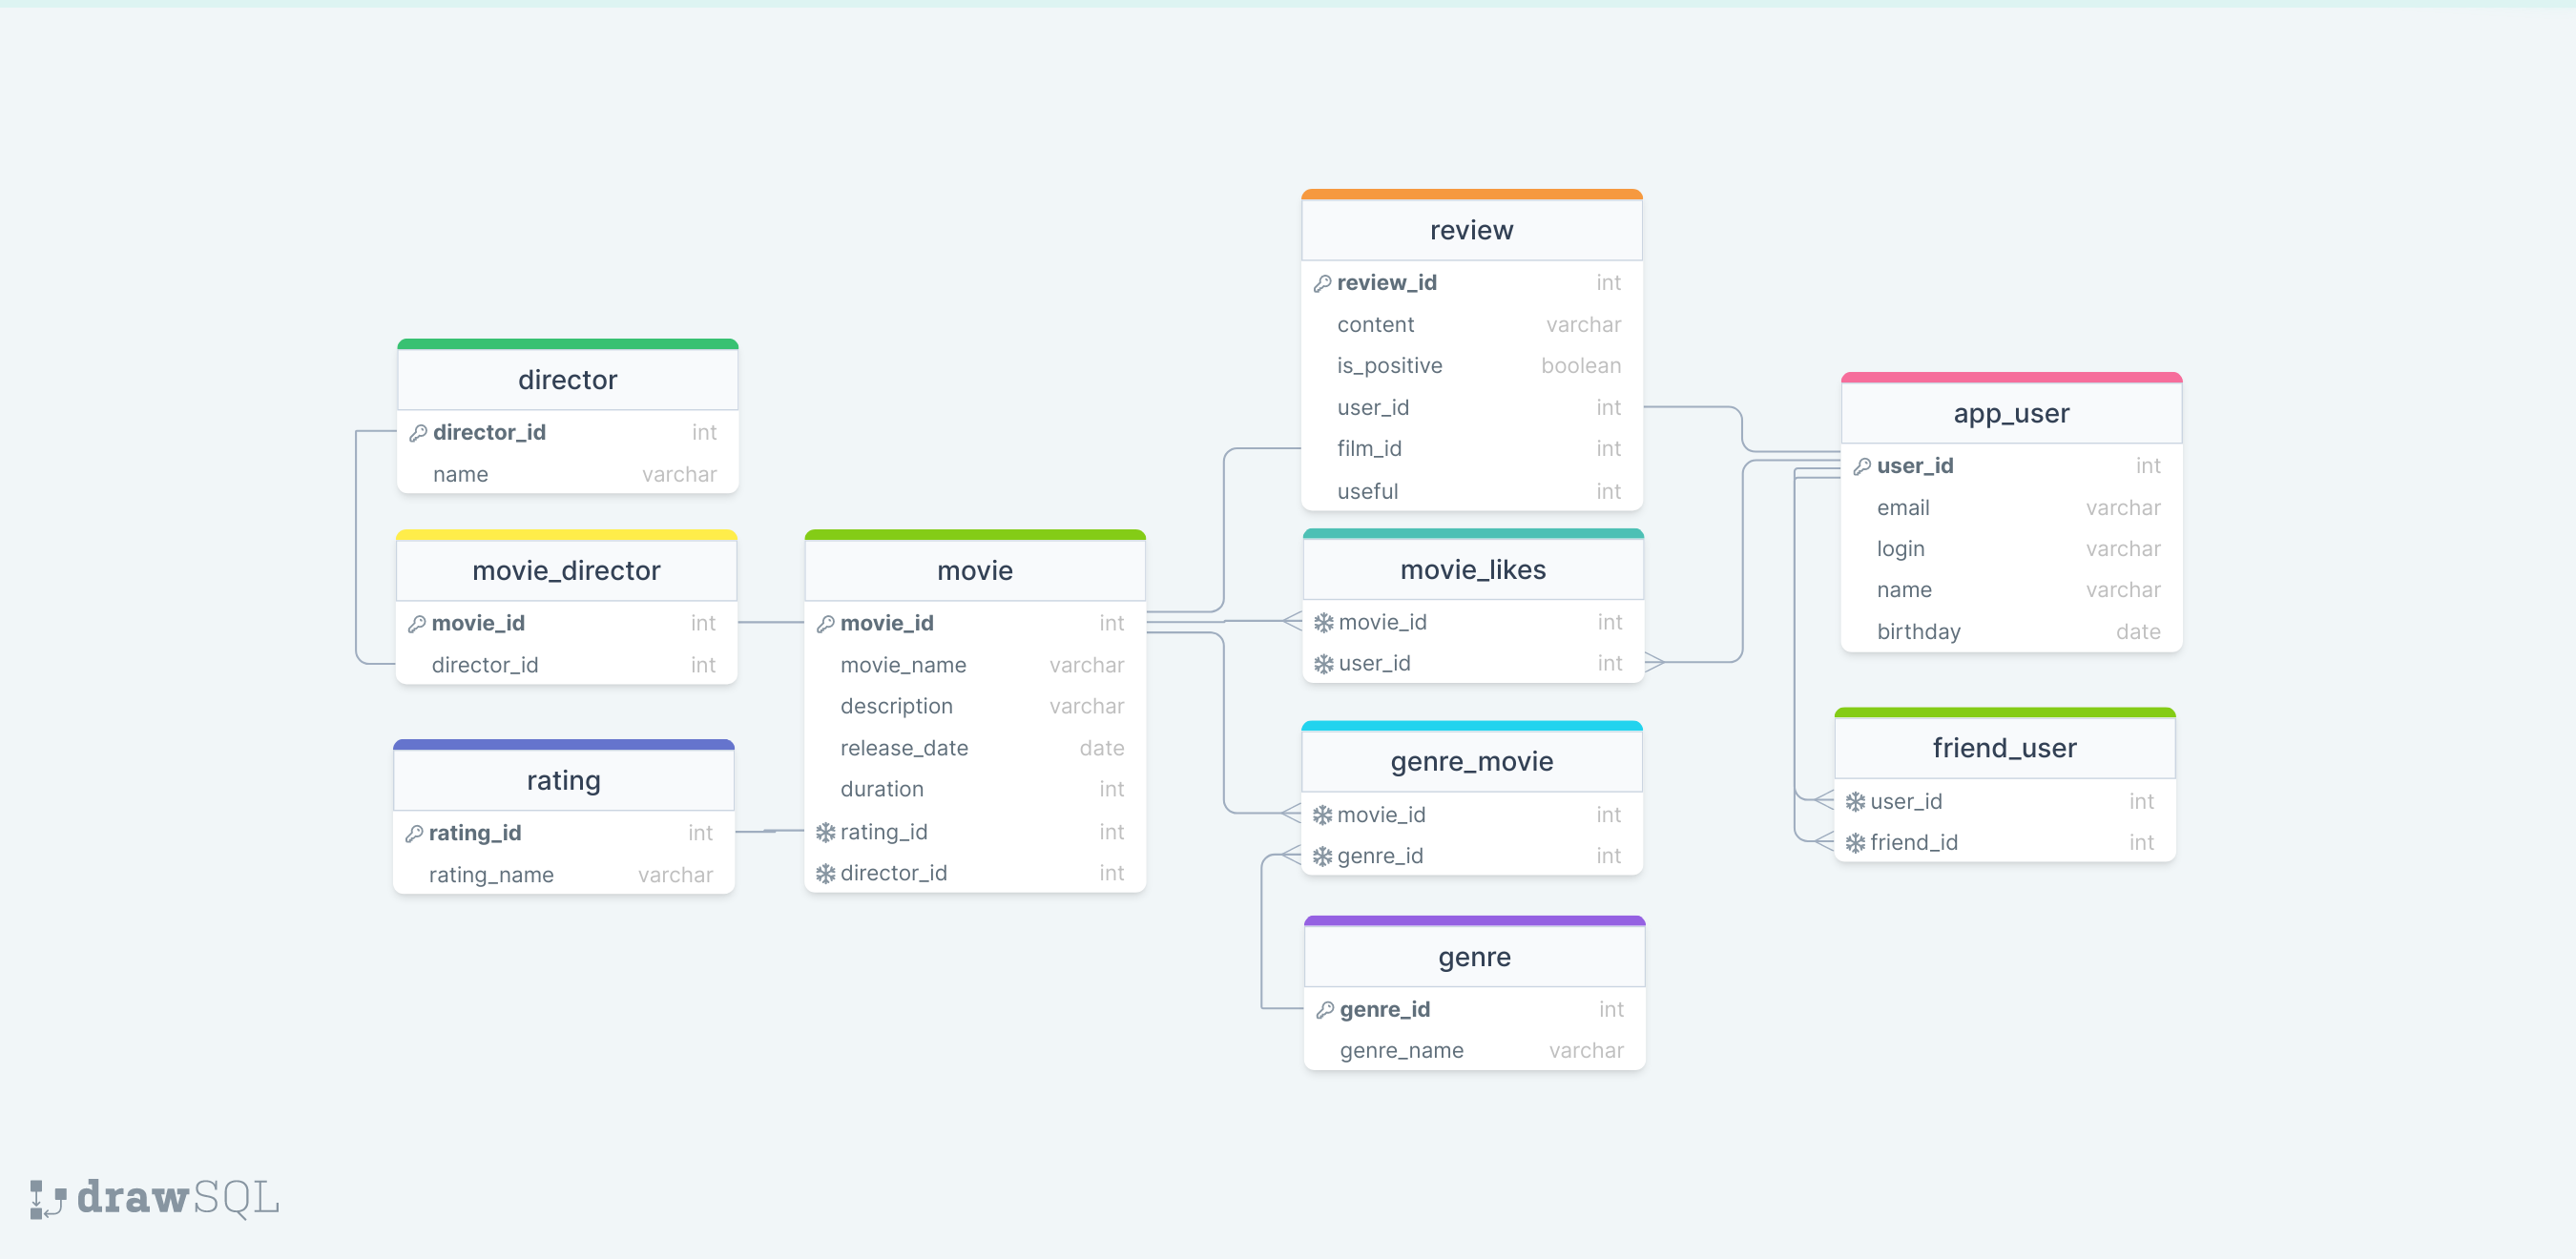 director
director_id int
name varchar
movie_director
movie_id int
director_id int
rating
rating_id int
rating_name varchar
movie
movie_id int
movie_name varchar
description varchar
release_date date
duration int
rating_id int
director_id int
review
review_id int
content varchar
is_positive boolean
user_id int
film_id int
useful int
movie_likes
movie_id int
user_id int
genre_movie
movie_id int
genre_id int
genre
genre_id int
genre_name varchar
app_user
user_id int
email varchar
login varchar
name varchar
birthday date
friend_user
user_id int
friend_id int
drawSQL